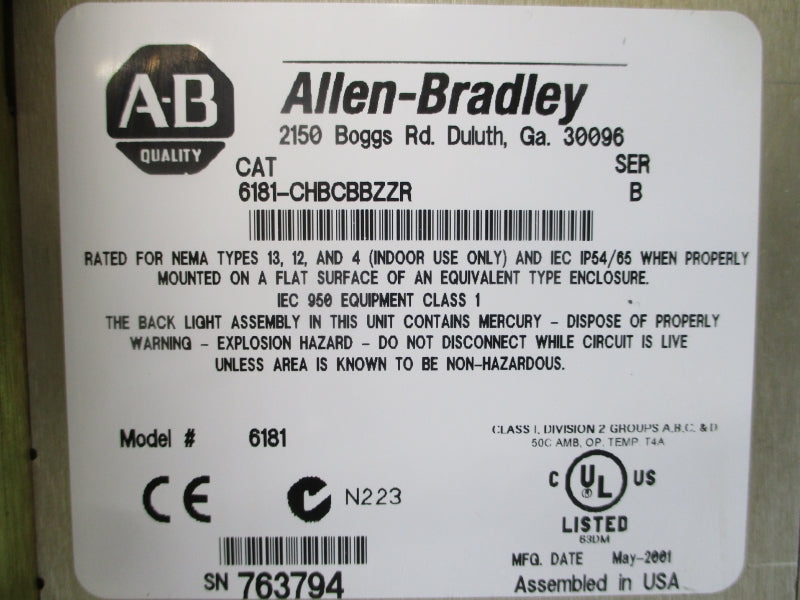 A-B
QUALITY
Allen-Bradley
2150 Boggs Rd. Duluth, Ga. 30096
CAT SER
6181-CHBCBBZZR B
RATED FOR NEMA TYPES 13, 12, AND 4 (INDOOR USE ONLY) AND IEC IP54/65 WHEN PROPERLY
MOUNTED ON A FLAT SURFACE OF AN EQUIVALENT TYPE ENCLOSURE.
IEC 950 EQUIPMENT CLASS 1
THE BACK LIGHT ASSEMBLY IN THIS UNIT CONTAINS MERCURY - DISPOSE OF PROPERLY
WARNING - EXPLOSION HAZARD - DO NOT DISCONNECT WHILE CIRCUIT IS LIVE
UNLESS AREA IS KNOWN TO BE NON-HAZARDOUS.
Model # 6181
CLASS I, DIVISION 2 GROUPS A,B,C, & D
50C AMB, OP. TEMP. T4A
CE N223
C UL US
®
LISTED
63DM
MFG. DATE May-2001
SN 763794
Assembled in USA